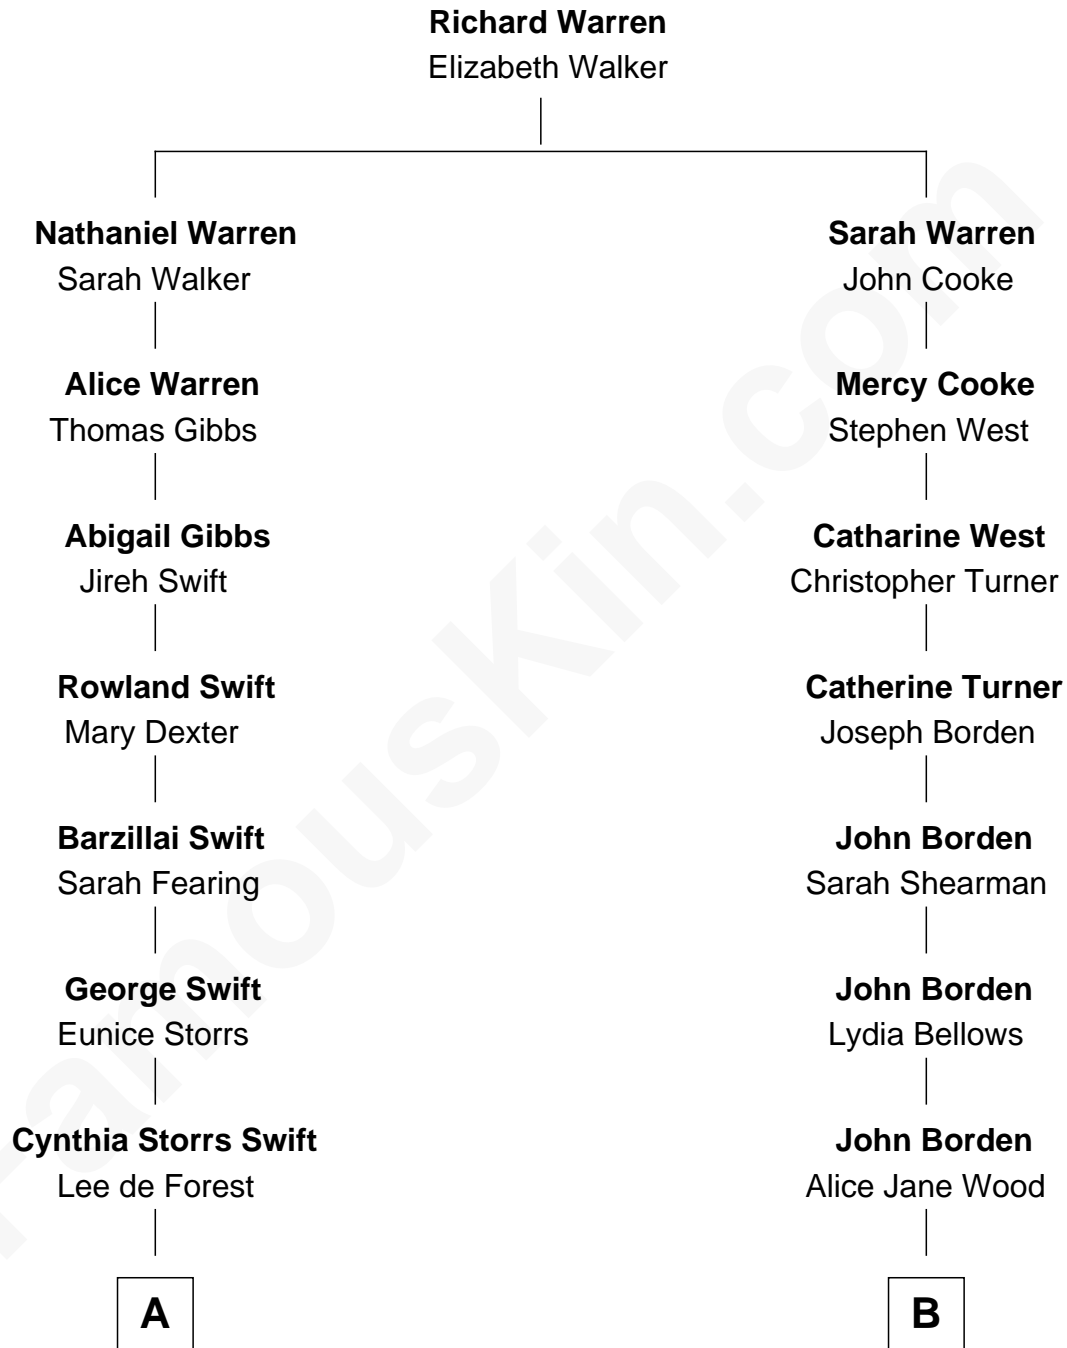 Richard Warren
Elizabeth Walker
Nathaniel Warren
Sarah Walker
Sarah Warren
John Cooke
Alice Warren
Thomas Gibbs
Mercy Cooke
Stephen West
Abigail Gibbs
Jireh Swift
Catharine West
Christopher Turner
Rowland Swift
Mary Dexter
Catherine Turner
Joseph Borden
Barzillai Swift
Sarah Fearing
John Borden
Sarah Shearman
George Swift
Eunice Storrs
John Borden
Lydia Bellows
Cynthia Storrs Swift
Lee de Forest
John Borden
Alice Jane Wood
A
B
FamousKin.com